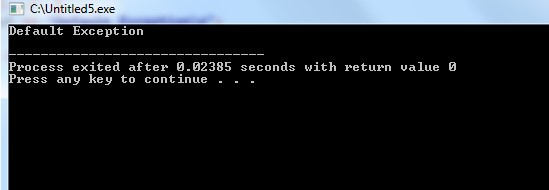 C:\Untitled5.exe
Default Exception
--------------------------------
Process exited after 0.02385 seconds with return value 0
Press any key to continue . . .